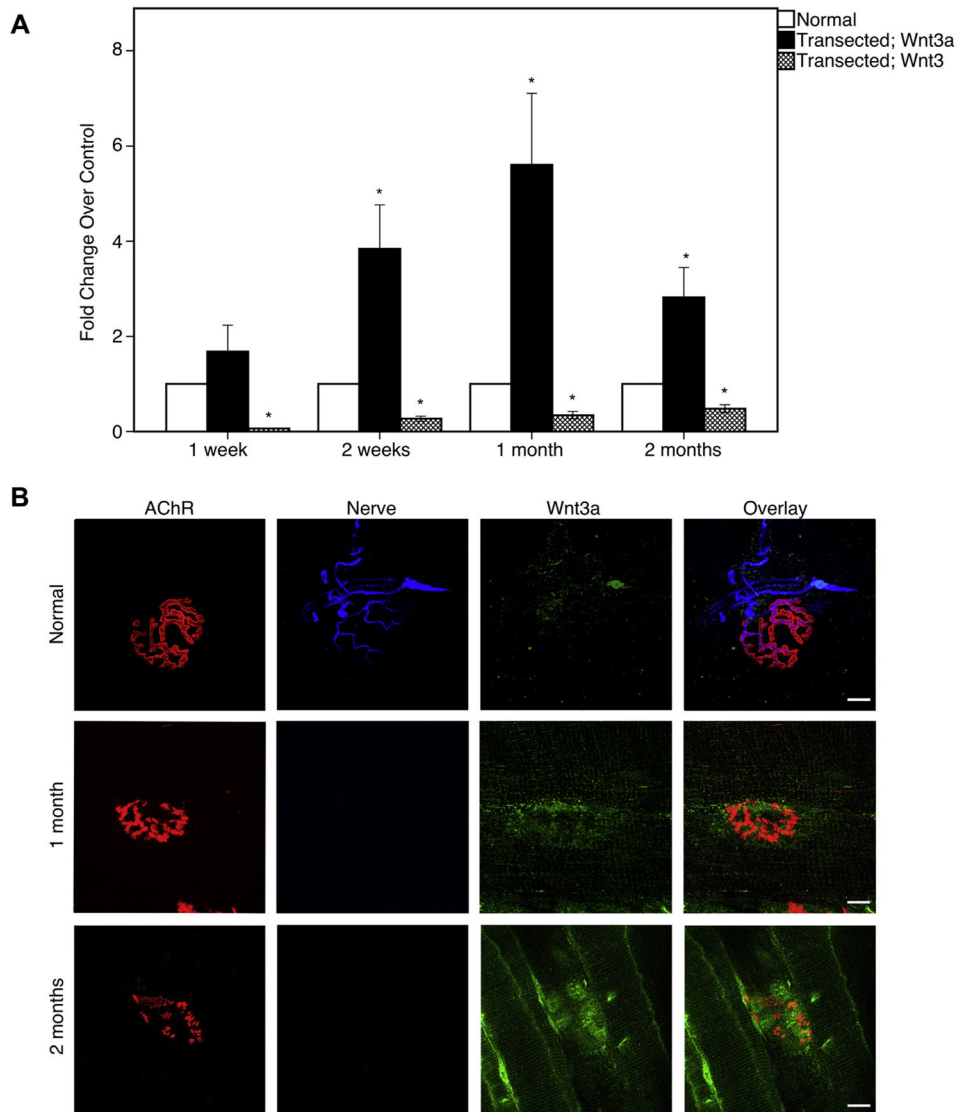 A
Normal
Transected; Wnt3a
Transected; Wnt3
Fold Change Over Control
8
6
4
2
0
*
*
*
*
*
*
*
1 week
2 weeks
1 month
2 months
B
AChR
Nerve
Wnt3a
Overlay
Normal
1 month
2 months